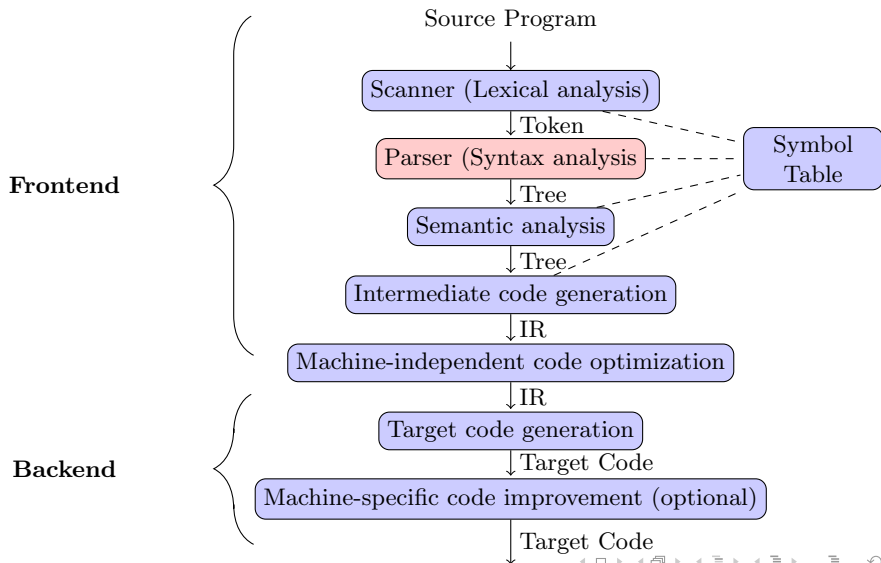 Source Program
Scanner (Lexical analysis)
Token
Parser (Syntax analysis
Symbol
Table
Frontend
Tree
Semantic analysis
Tree
Intermediate code generation
IR
Machine-independent code optimization
IR
Target code generation
Backend
Target Code
Machine-specific code improvement (optional)
Target Code